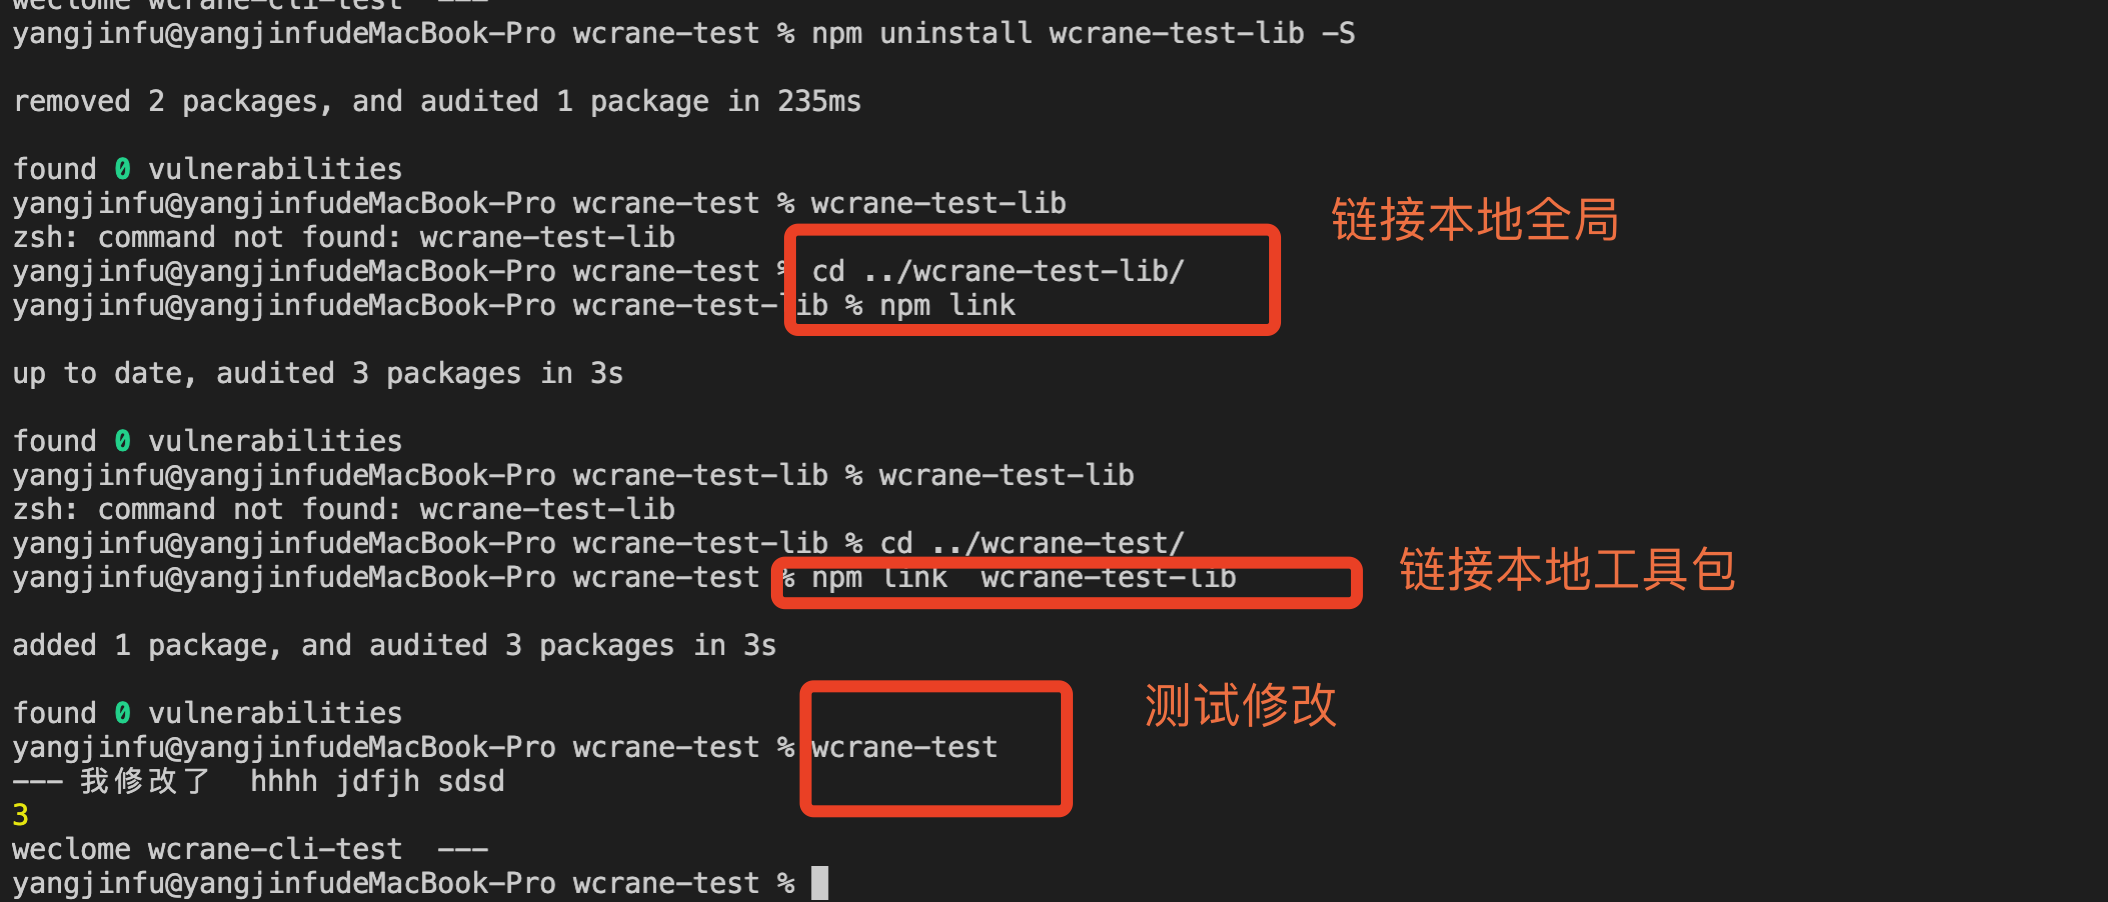 weclome wcrane-cli-test  ---
yangjinfu@yangjinfudeMacBook-Pro wcrane-test % npm uninstall wcrane-test-lib -S
removed 2 packages, and audited 1 package in 235ms
found 0 vulnerabilities
yangjinfu@yangjinfudeMacBook-Pro wcrane-test % wcrane-test-lib
链接本地全局
zsh: command not found: wcrane-test-lib
yangjinfu@yangjinfudeMacBook-Pro wcrane-test % cd ../wcrane-test-lib/
yangjinfu@yangjinfudeMacBook-Pro wcrane-test-lib % npm link
up to date, audited 3 packages in 3s
found 0 vulnerabilities
yangjinfu@yangjinfudeMacBook-Pro wcrane-test-lib % wcrane-test-lib
zsh: command not found: wcrane-test-lib
yangjinfu@yangjinfudeMacBook-Pro wcrane-test-lib % cd ../wcrane-test/
yangjinfu@yangjinfudeMacBook-Pro wcrane-test % npm link  wcrane-test-lib
链接本地工具包
added 1 package, and audited 3 packages in 3s
found 0 vulnerabilities
测试修改
yangjinfu@yangjinfudeMacBook-Pro wcrane-test % wcrane-test
--- 我修改了  hhhh jdfjh sdsd
3
weclome wcrane-cli-test  ---
yangjinfu@yangjinfudeMacBook-Pro wcrane-test %